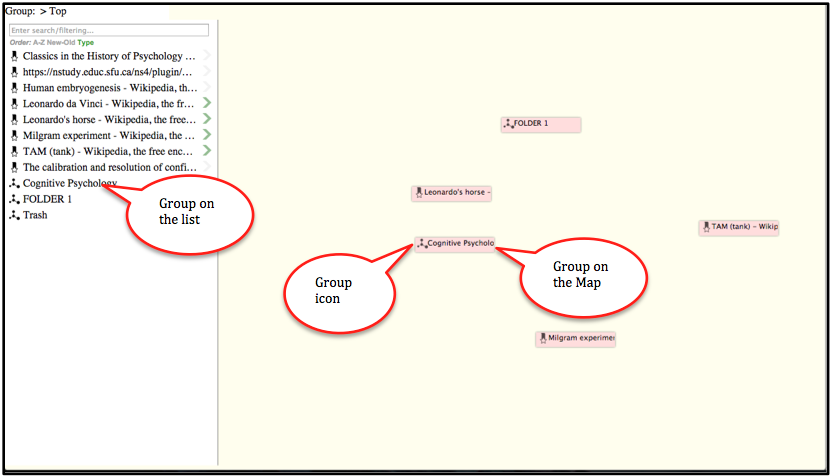 Group: > Top
Enter search/filtering...
Order: A-Z New-Old Type
Classics in the History of Psychology ...
https://nstudy.educ.sfu.ca/ns4/plugin/...
Human embryogenesis - Wikipedia, th...
Leonardo da Vinci - Wikipedia, the fr...
Leonardo's horse - Wikipedia, the free...
Milgram experiment - Wikipedia, the ...
TAM (tank) - Wikipedia, the free enc...
The calibration and resolution of confi...
Cognitive Psychology
FOLDER 1
Trash
Group on
the list
FOLDER 1
Leonardo's horse -
TAM (tank) - Wikip
Cognitive Psycholo
Group
icon
Group on
the Map
Milgram experimen